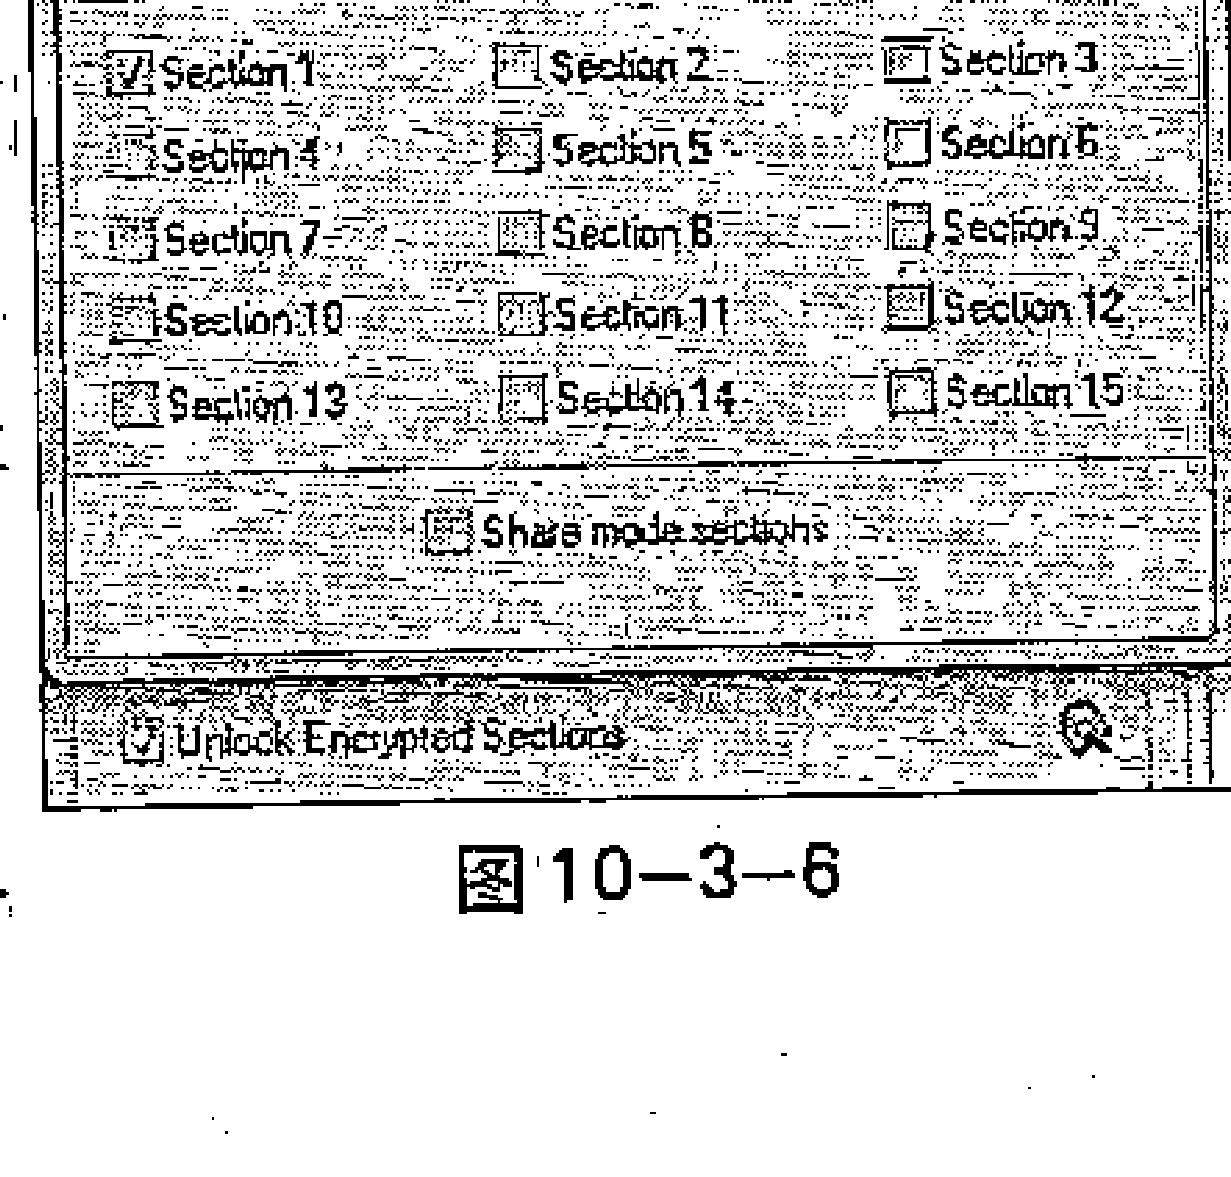 Section 1 Section 2 Section 3
Section 4 Section 5 Section 6
Section 7 Section 8 Section 9
Section 10 Section 11 Section 12
Section 13 Section 14 Section 15
Share mode sections
Unlock Encrypted Sections
图 10-3-6